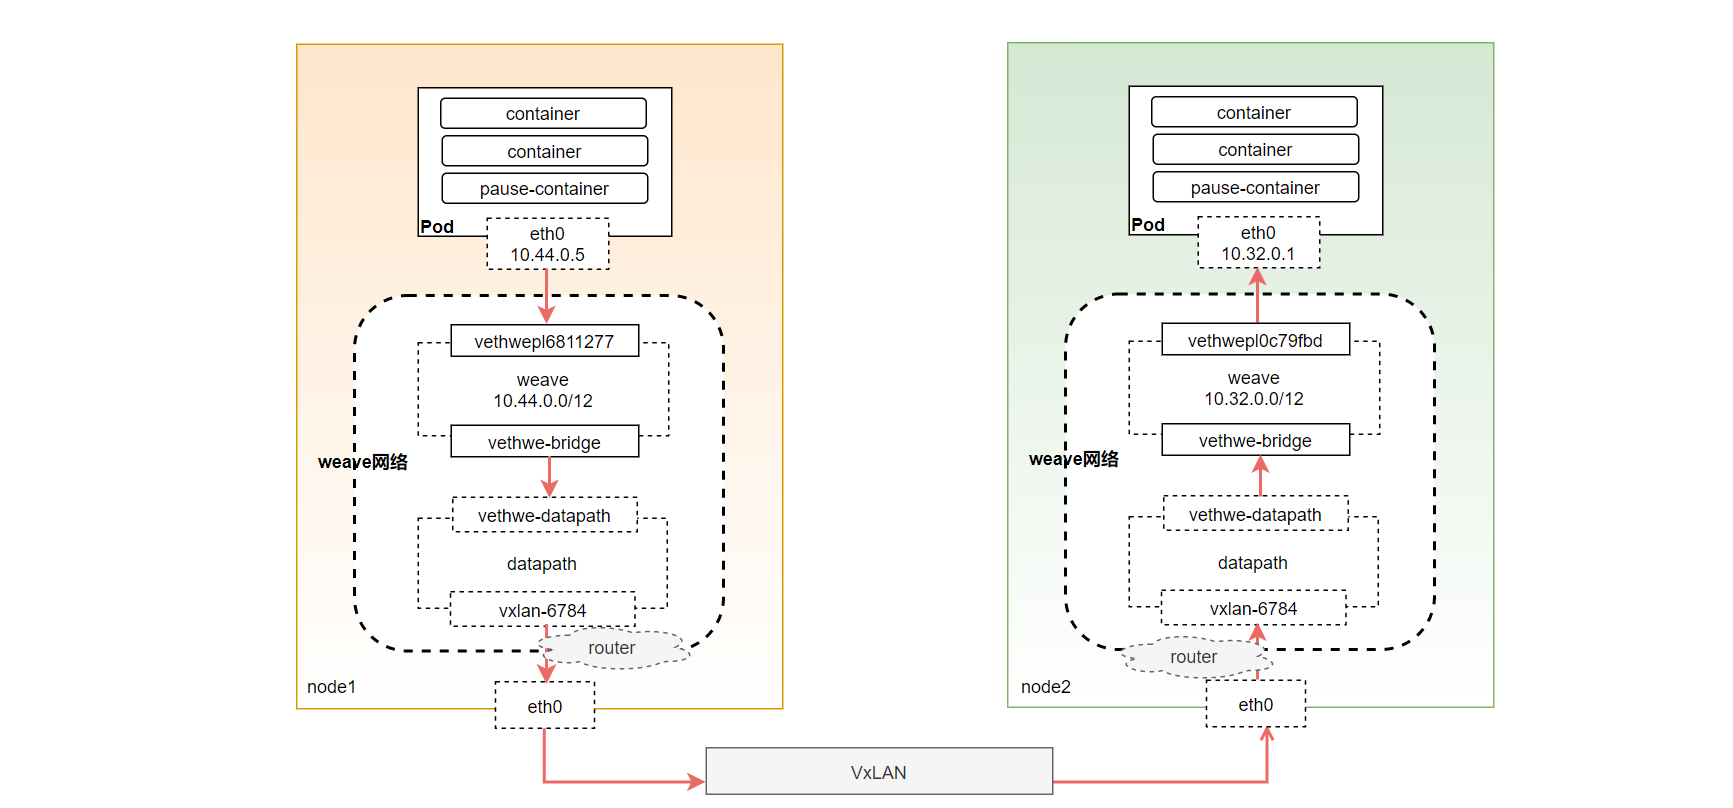 container
container
pause-container
Pod
eth0
10.44.0.5
vethwepl6811277
weave
10.44.0.0/12
vethwe-bridge
weave网络
vethwe-datapath
datapath
vxlan-6784
router
node1
eth0
container
container
pause-container
Pod
eth0
10.32.0.1
vethwepl0c79fbd
weave
10.32.0.0/12
vethwe-bridge
weave网络
vethwe-datapath
datapath
vxlan-6784
router
node2
eth0
VxLAN